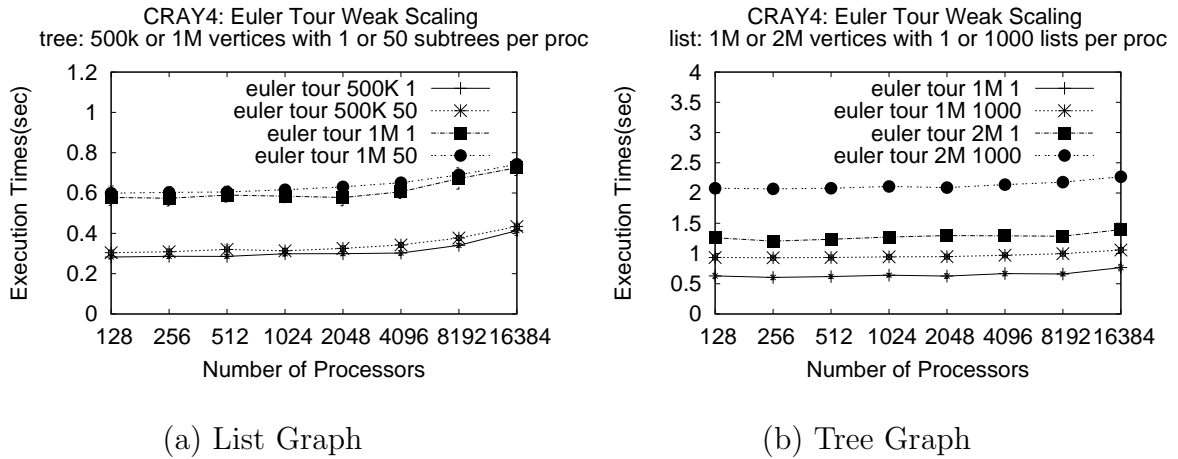 CRAY4: Euler Tour Weak Scaling
tree: 500k or 1M vertices with 1 or 50 subtrees per proc
euler tour 500K 1
euler tour 500K 50
euler tour 1M 1
euler tour 1M 50
Execution Times(sec)
1.2
1
0.8
0.6
0.4
0.2
0
128 256 512 1024 2048 4096 8192 16384
Number of Processors
(a) List Graph
CRAY4: Euler Tour Weak Scaling
list: 1M or 2M vertices with 1 or 1000 lists per proc
euler tour 1M 1
euler tour 1M 1000
euler tour 2M 1
euler tour 2M 1000
Execution Times(sec)
4
3.5
3
2.5
2
1.5
1
0.5
0
128 256 512 1024 2048 4096 8192 16384
Number of Processors
(b) Tree Graph